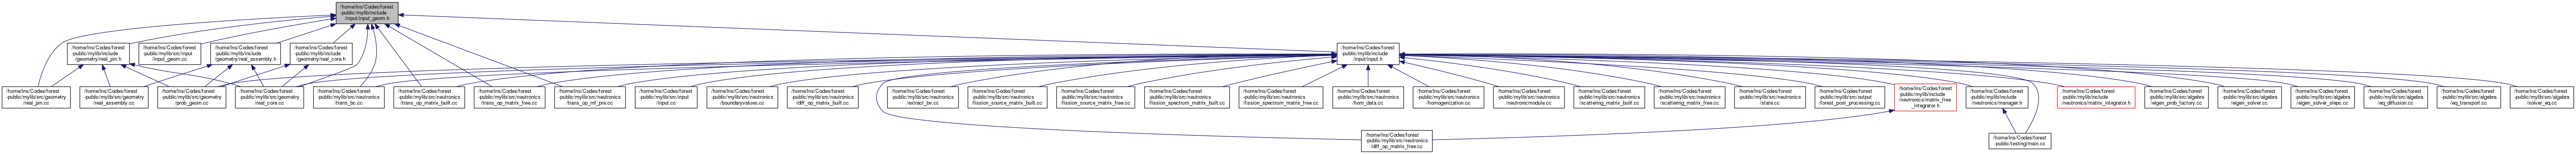 /home/lns/Codes/forest
-public/mylib/include
/input/input_geom.h
/home/lns/Codes/forest
-public/mylib/include
/geometry/real_pin.h
/home/lns/Codes/forest
-public/mylib/src/input
/input_geom.cc
/home/lns/Codes/forest
-public/mylib/include
/geometry/real_assembly.h
/home/lns/Codes/forest
-public/mylib/include
/geometry/real_core.h
/home/lns/Codes/forest
-public/mylib/include
/input/input.h
/home/lns/Codes/forest
-public/mylib/src/geometry
/real_pin.cc
/home/lns/Codes/forest
-public/mylib/src/geometry
/real_assembly.cc
/home/lns/Codes/forest
-public/mylib/src/geometry
/prob_geom.cc
/home/lns/Codes/forest
-public/mylib/src/geometry
/real_core.cc
/home/lns/Codes/forest
-public/mylib/src/neutronics
/trans_bc.cc
/home/lns/Codes/forest
-public/mylib/src/neutronics
/trans_op_matrix_built.cc
/home/lns/Codes/forest
-public/mylib/src/neutronics
/trans_op_matrix_free.cc
/home/lns/Codes/forest
-public/mylib/src/neutronics
/trans_op_mf_pre.cc
/home/lns/Codes/forest
-public/mylib/src/input
/input.cc
/home/lns/Codes/forest
-public/mylib/src/neutronics
/boundaryvalues.cc
/home/lns/Codes/forest
-public/mylib/src/neutronics
/diff_op_matrix_built.cc
/home/lns/Codes/forest
-public/mylib/src/neutronics
/extract_bv.cc
/home/lns/Codes/forest
-public/mylib/src/neutronics
/fission_source_matrix_built.cc
/home/lns/Codes/forest
-public/mylib/src/neutronics
/fission_source_matrix_free.cc
/home/lns/Codes/forest
-public/mylib/src/neutronics
/fission_spectrum_matrix_built.cc
/home/lns/Codes/forest
-public/mylib/src/neutronics
/fission_spectrum_matrix_free.cc
/home/lns/Codes/forest
-public/mylib/src/neutronics
/hom_data.cc
/home/lns/Codes/forest
-public/mylib/src/neutronics
/homogenization.cc
/home/lns/Codes/forest
-public/mylib/src/neutronics
/neutronicmodule.cc
/home/lns/Codes/forest
-public/mylib/src/neutronics
/scattering_matrix_built.cc
/home/lns/Codes/forest
-public/mylib/src/neutronics
/scattering_matrix_free.cc
/home/lns/Codes/forest
-public/mylib/src/neutronics
/state.cc
/home/lns/Codes/forest
-public/mylib/src/output
/forest_post_processing.cc
/home/lns/Codes/forest
-public/mylib/include
/neutronics/matrix_free
_integrator.h
/home/lns/Codes/forest
-public/mylib/include
/neutronics/manager.h
/home/lns/Codes/forest
-public/mylib/include
/neutronics/matrix_integrator.h
/home/lns/Codes/forest
-public/mylib/src/algebra
/eigen_prob_factory.cc
/home/lns/Codes/forest
-public/mylib/src/algebra
/eigen_solver.cc
/home/lns/Codes/forest
-public/mylib/src/algebra
/eigen_solver_slepc.cc
/home/lns/Codes/forest
-public/mylib/src/algebra
/eq_diffusion.cc
/home/lns/Codes/forest
-public/mylib/src/algebra
/eq_transport.cc
/home/lns/Codes/forest
-public/mylib/src/algebra
/solver_eq.cc
/home/lns/Codes/forest
-public/mylib/src/neutronics
/diff_op_matrix_free.cc
/home/lns/Codes/forest
-public/testing/main.cc